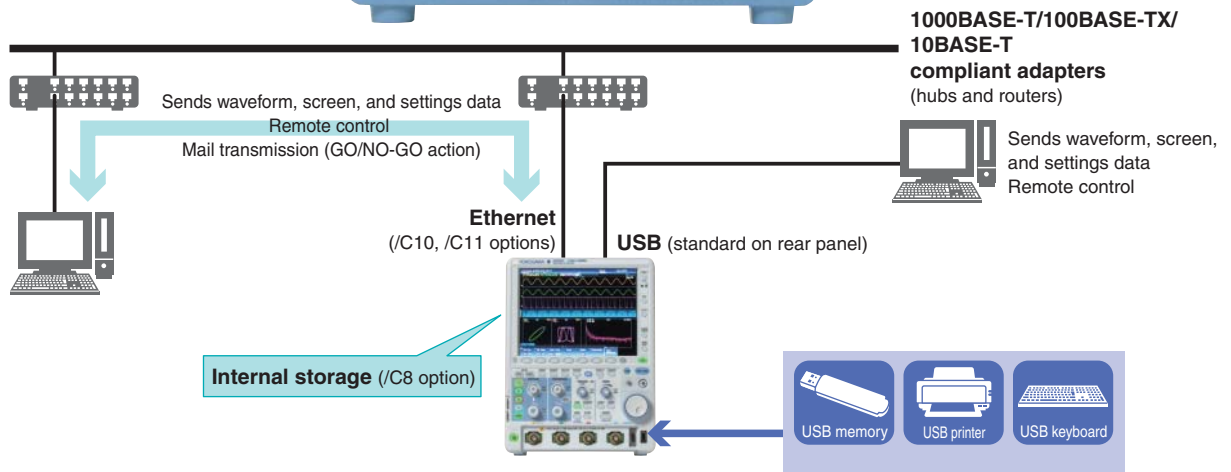 1000BASE-T/100BASE-TX/
10BASE-T
compliant adapters
(hubs and routers)
Sends waveform, screen, and settings data
Remote control
Mail transmission (GO/NO-GO action)
Sends waveform, screen,
and settings data
Remote control
Ethernet
(/C10, /C11 options)
USB (standard on rear panel)
YOKOGAWA
Internal storage (/C8 option)
USB memory
USB printer
USB keyboard